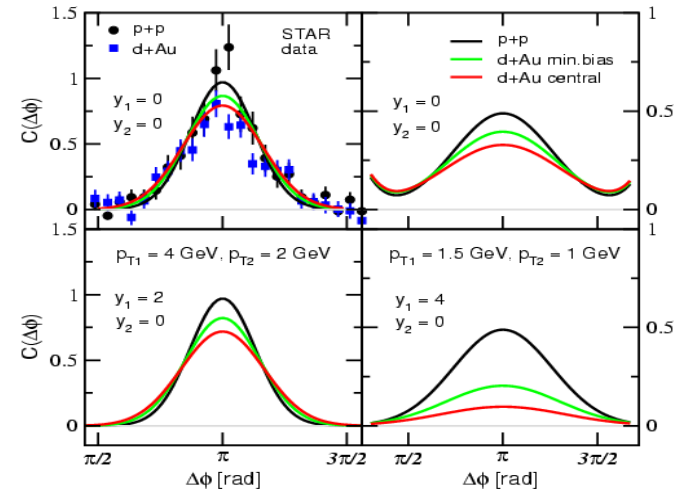 1.5
1
0.5
0
C(Δϕ)
p+p
d+Au
STAR
data
y1 = 0
y2 = 0
p+p
d+Au min.bias
d+Au central
y1 = 0
y2 = 0
1
0.5
0
1.5
1
0.5
0
C(Δϕ)
pT1 = 4 GeV, pT2 = 2 GeV
y1 = 2
y2 = 0
pT1 = 1.5 GeV, pT2 = 1 GeV
y1 = 4
y2 = 0
1
0.5
0
π/2
π
3π/2
Δϕ [rad]
π/2
π
3π/2
Δϕ [rad]